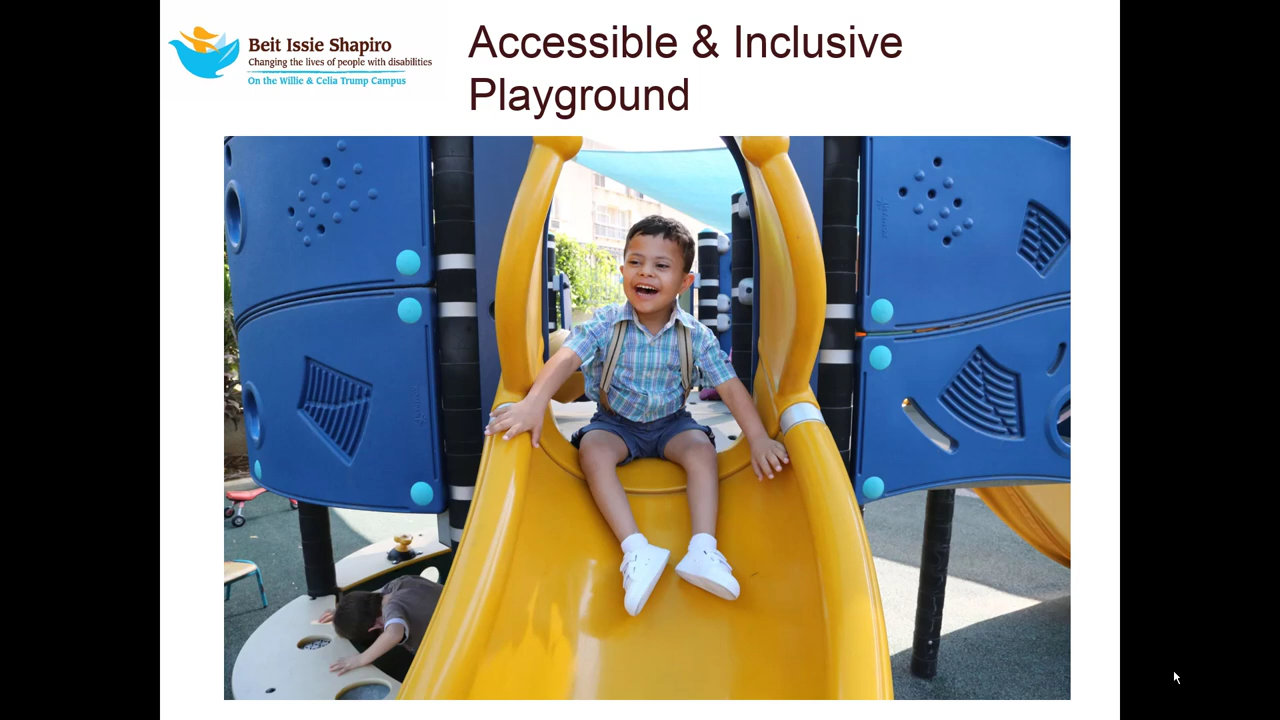 Beit Issie Shapiro
Changing the lives of people with disabilities
On the Willie & Celia Trump Campus
Accessible & Inclusive
Playground